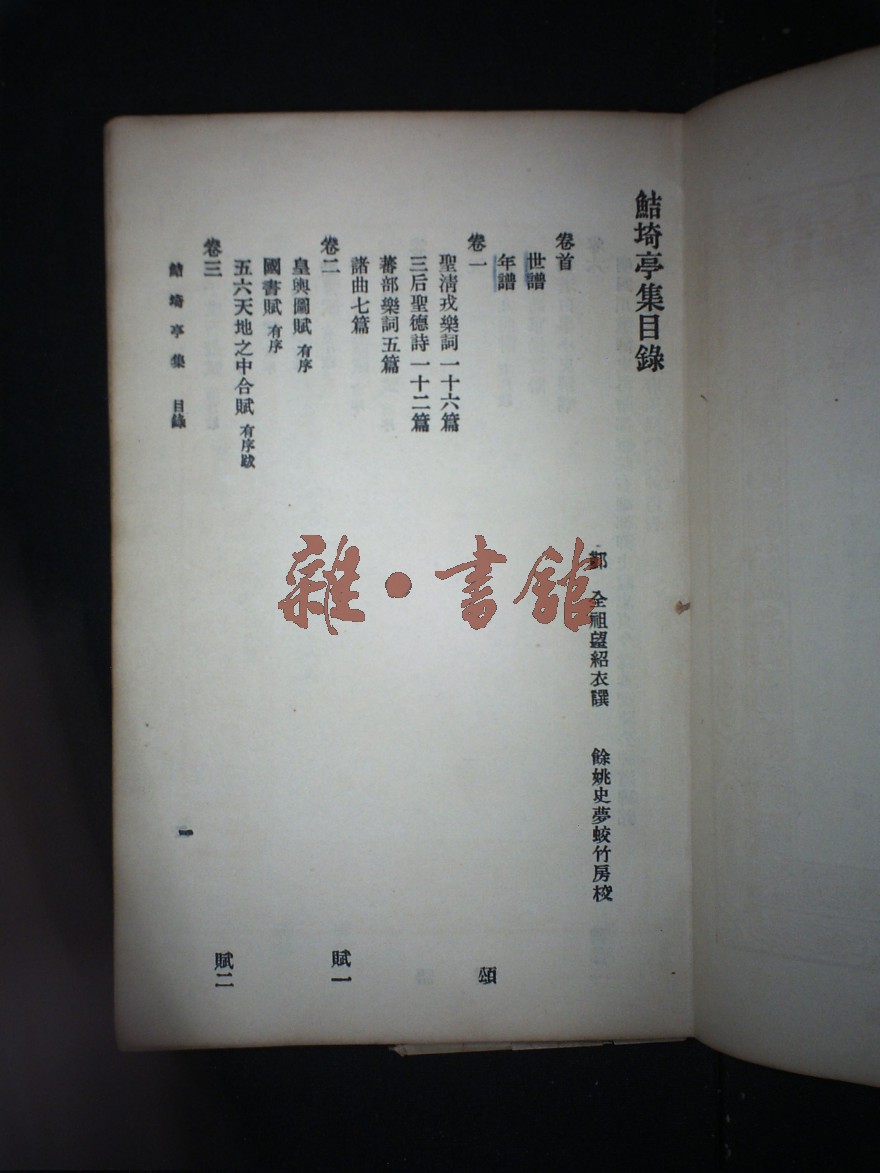 鮚埼亭集目錄
鄞 全祖望紹衣譔 餘姚史夢蛟竹房校
卷首
世譜
年譜
卷一 頌
聖清戎樂詞一十六篇
三后聖德詩一十二篇
蕃部樂詞五篇
諸曲七篇
卷二 賦一
皇輿圖賦 有序
國書賦 有序
五六天地之中合賦 有序跋
卷三 賦二
鮚埼亭集 目錄 一
雜·書館